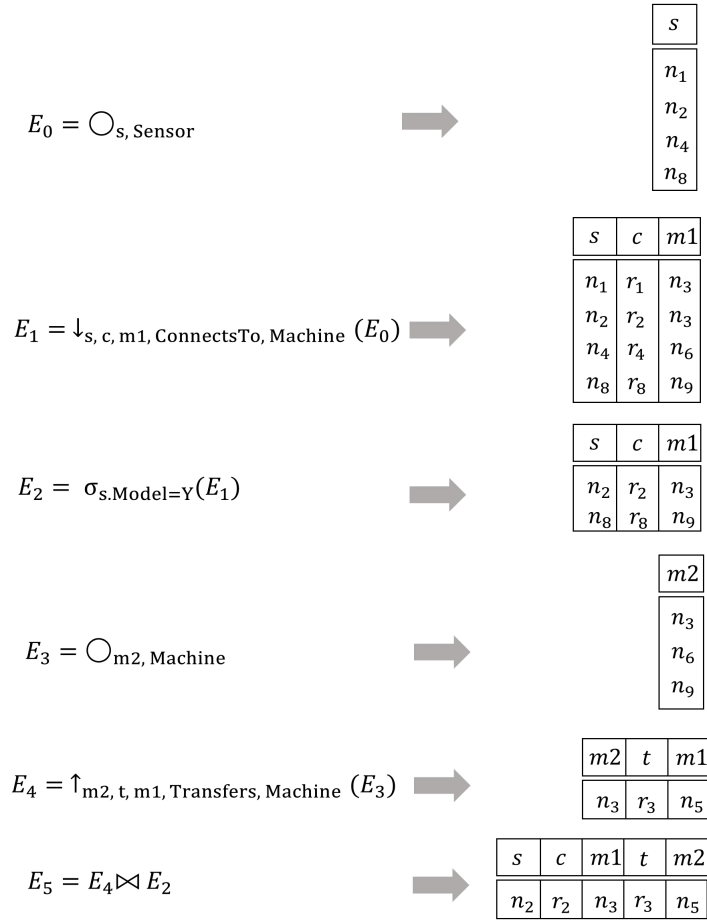 s
E₀ = ◯s, Sensor
n₁
n₂
n₄
n₈
s c m1
E₁ = ↓s, c, m1, ConnectsTo, Machine (E₀)
n₁ r₁ n₃
n₂ r₂ n₃
n₄ r₄ n₆
n₈ r₈ n₉
s c m1
E₂ = σs.Model=Y(E₁)
n₂ r₂ n₃
n₈ r₈ n₉
m2
E₃ = ◯m2, Machine
n₃
n₆
n₉
m2 t m1
E₄ = ↑m2, t, m1, Transfers, Machine (E₃)
n₃ r₃ n₅
s c m1 t m2
E₅ = E₄⋈ E₂
n₂ r₂ n₃ r₃ n₅